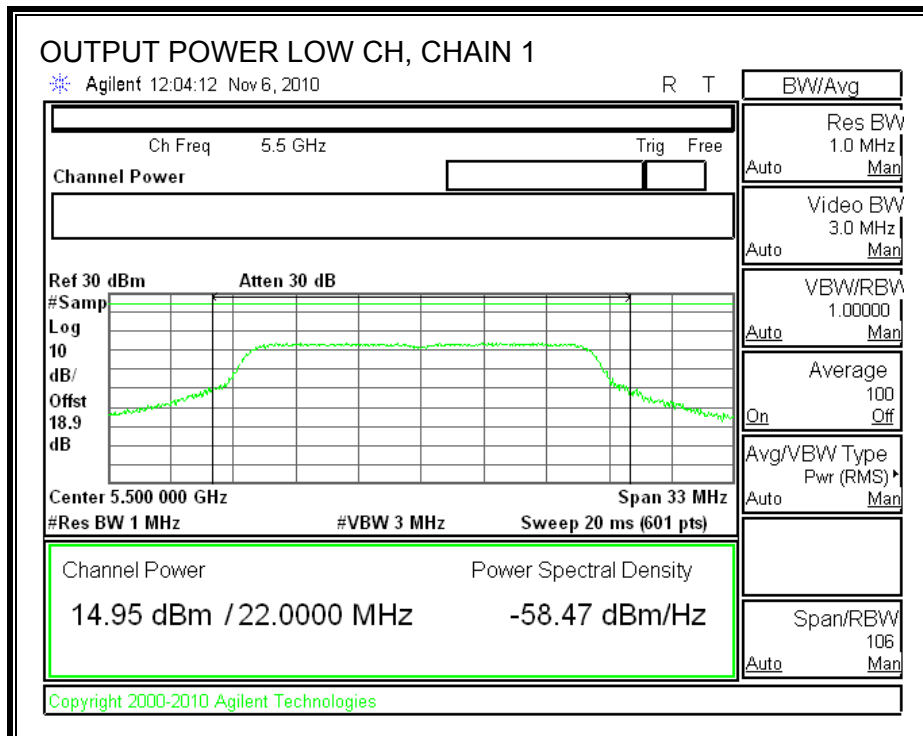 OUTPUT POWER LOW CH, CHAIN 1
Agilent 12:04:12 Nov 6, 2010
R T
Ch Freq 5.5 GHz
Trig Free
Channel Power
Ref 30 dBm
Atten 30 dB
#Samp
Log
10
dB/
Offst
18.9
dB
Center 5.500 000 GHz
Span 33 MHz
#Res BW 1 MHz
#VBW 3 MHz
Sweep 20 ms (601 pts)
Channel Power
Power Spectral Density
14.95 dBm / 22.0000 MHz
-58.47 dBm/Hz
Copyright 2000-2010 Agilent Technologies
BW/Avg
Res BW
1.0 MHz
Auto Man
Video BW
3.0 MHz
Auto Man
VBW/RBW
1.00000
Auto Man
Average
100
On Off
Avg/VBW Type
Pwr (RMS)
Auto Man
Span/RBW
106
Auto Man